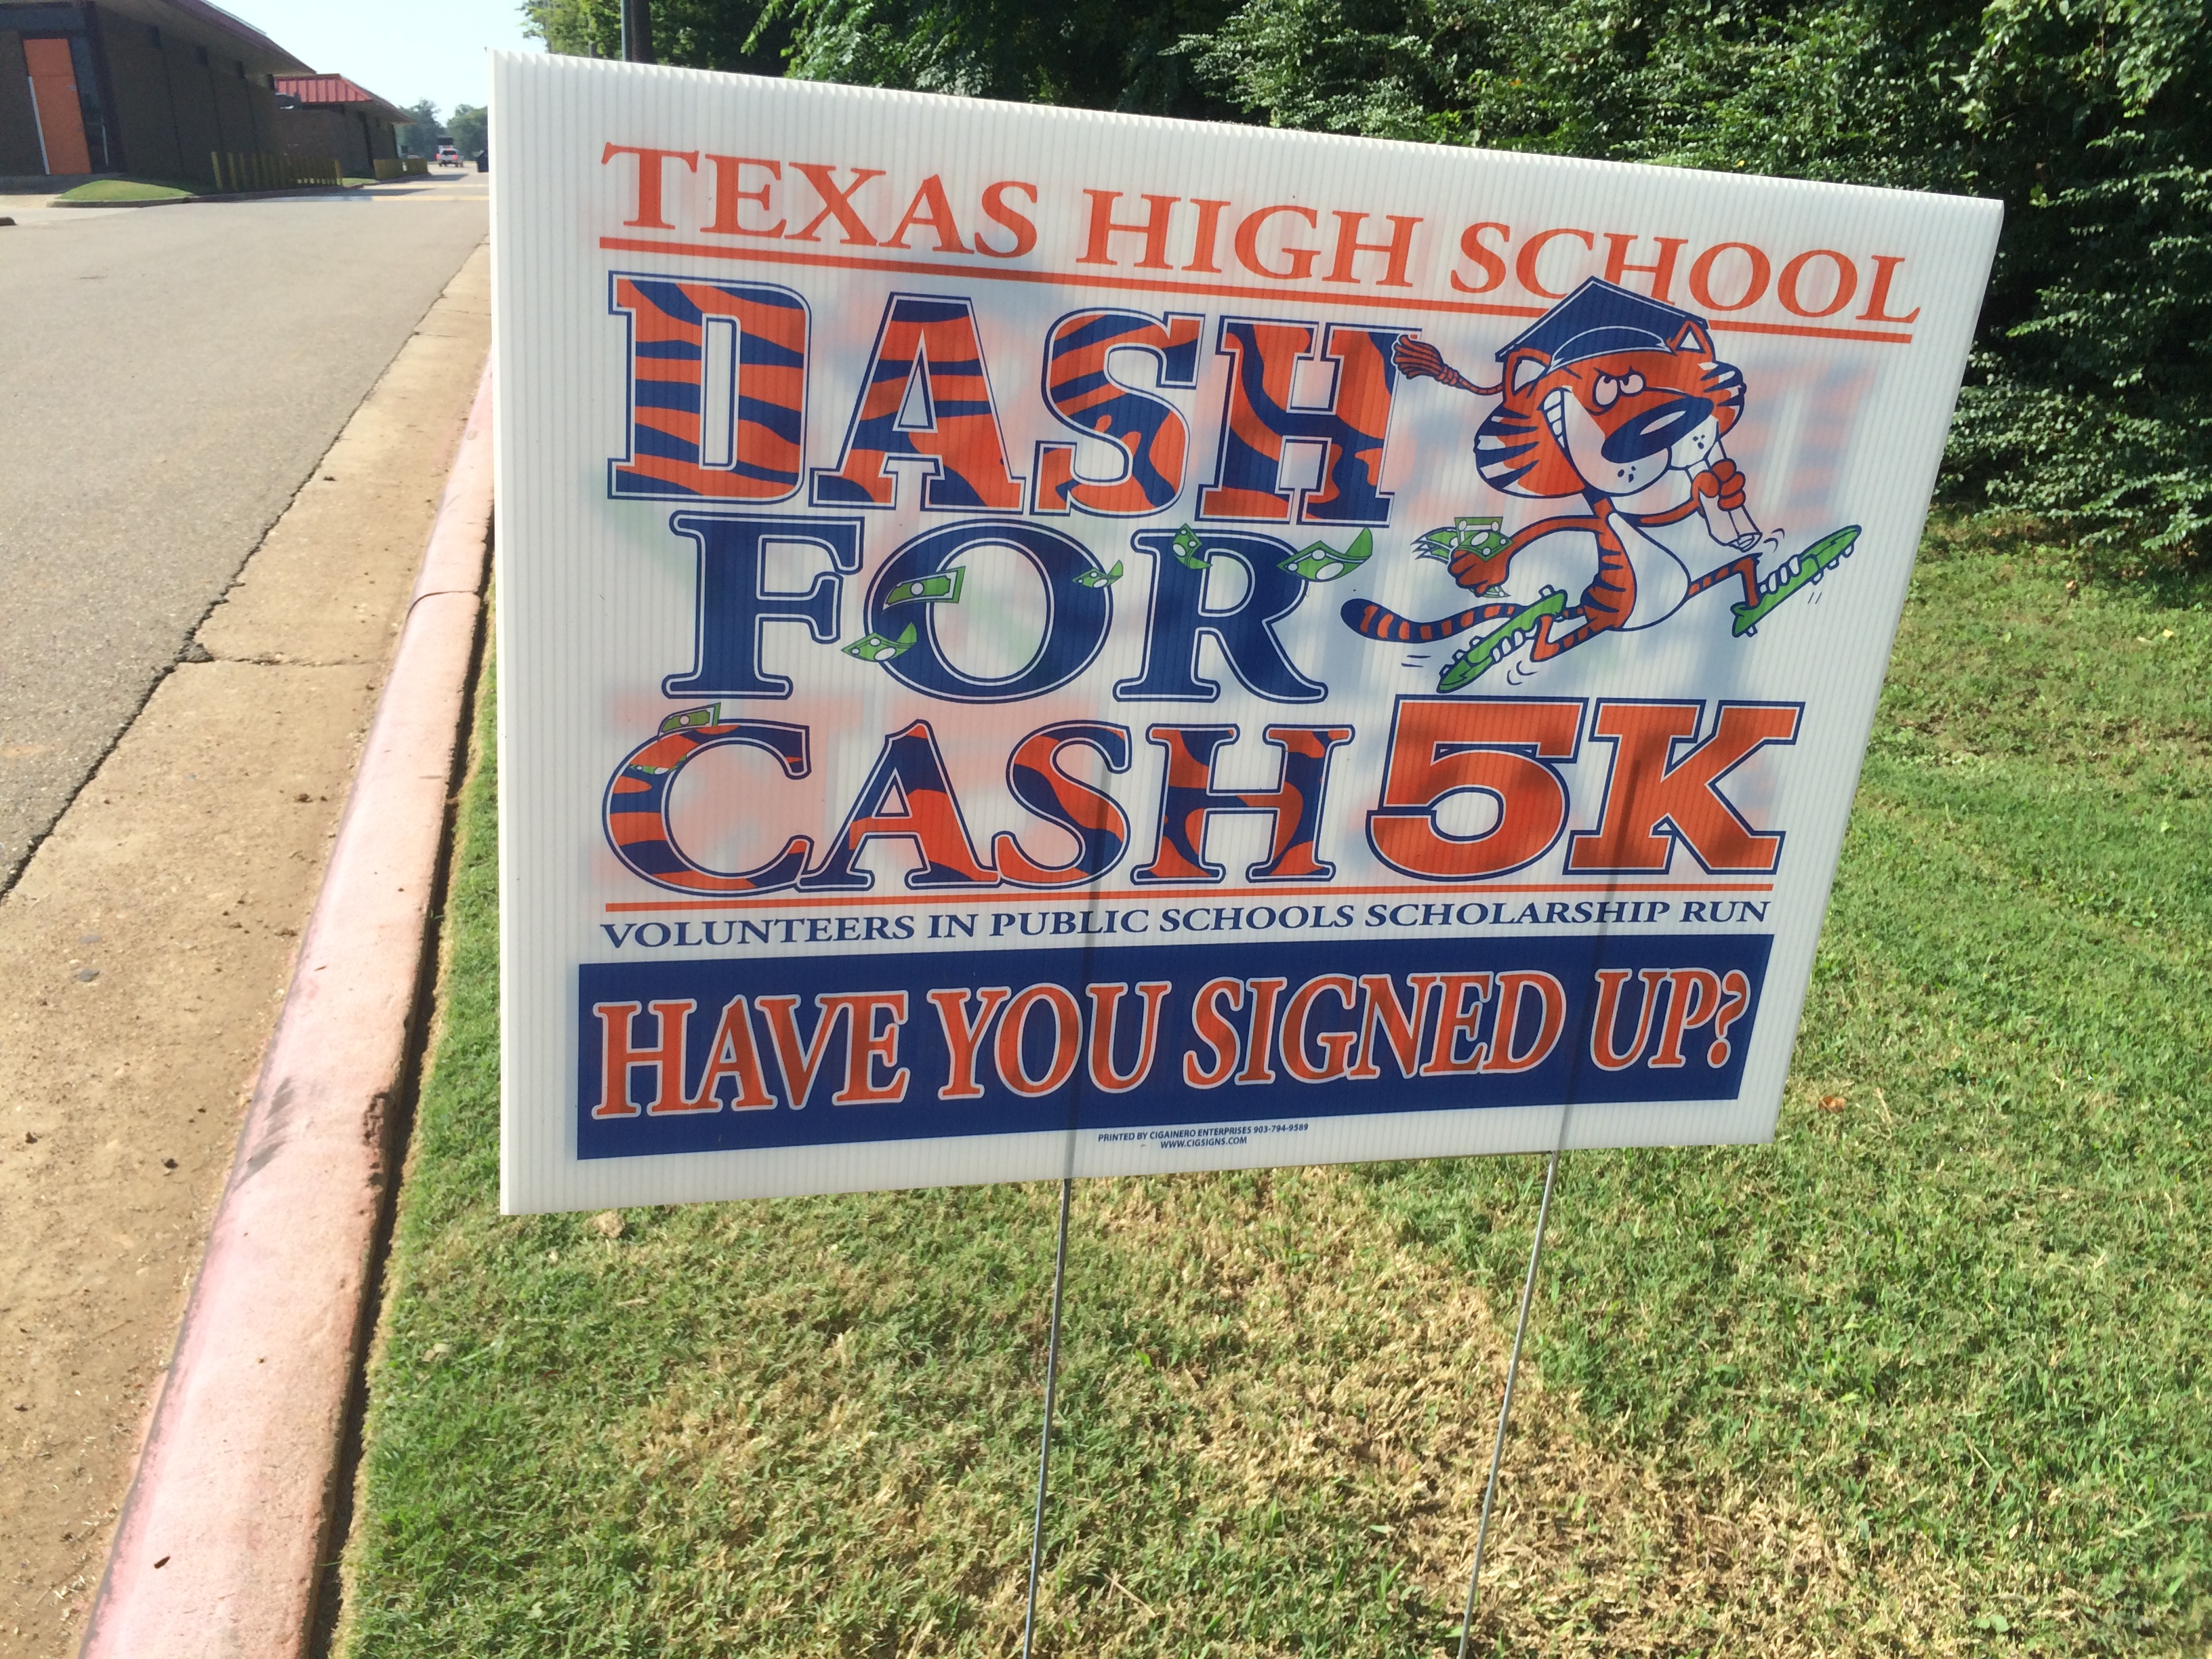 TEXAS HIGH SCHOOL
DASH
FOR
CASH 5K
VOLUNTEERS IN PUBLIC SCHOOLS SCHOLARSHIP RUN
HAVE YOU SIGNED UP?
PRINTED BY CIGAINERO ENTERPRISES 903-794-9589
WWW.CIGSIGNS.COM